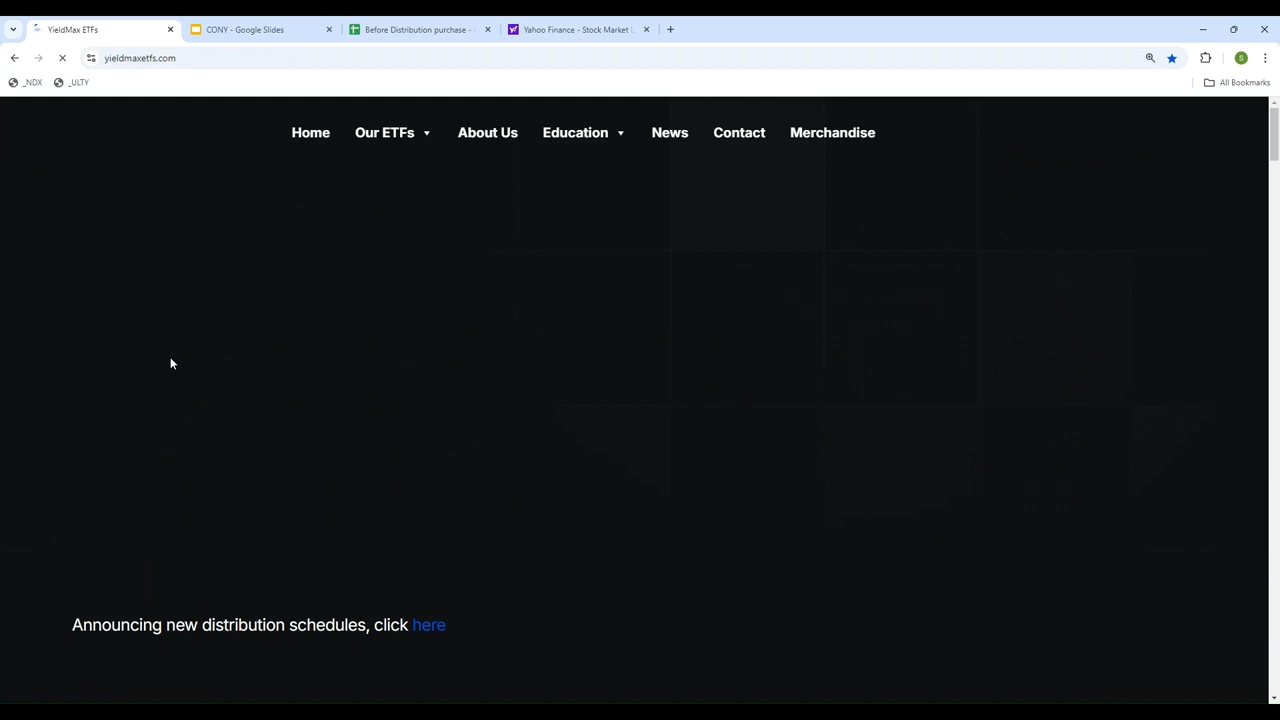 YieldMax ETFs
CONY - Google Slides
Before Distribution purchase -
Yahoo Finance - Stock Market L
yieldmaxetfs.com
S
_NDX
_ULTY
All Bookmarks
Home
Our ETFs
About Us
Education
News
Contact
Merchandise
Announcing new distribution schedules, click here